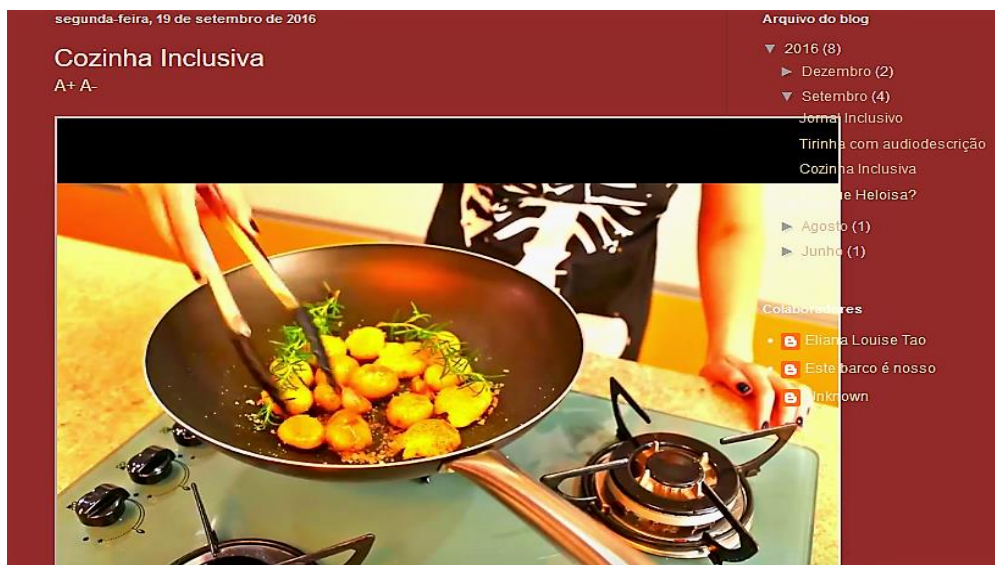 segunda-feira, 19 de setembro de 2016
Cozinha Inclusiva
A+ A-
Arquivo do blog
▼ 2016 (8)
► Dezembro (2)
▼ Setembro (4)
Jornal Inclusivo
Tirinha com audiodescrição
Cozinha Inclusiva
Heloisa?
► Agosto (1)
► Junho (1)
Colaboradores
Eliana Louise Tao
Este barco é nosso
Unknown